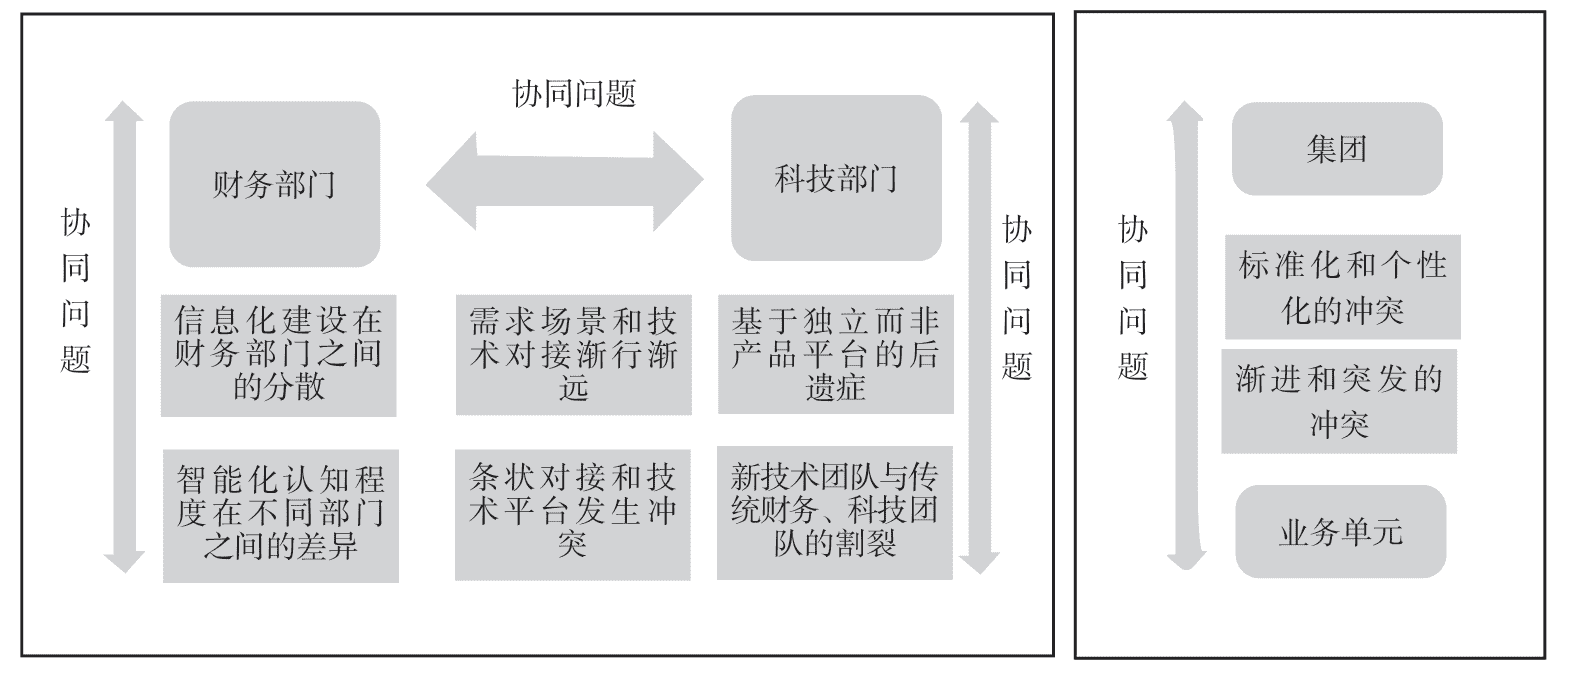 协同问题
财务部门
科技部门
协
同
问
题
信息化建设在
财务部门之间
的分散
需求场景和技
术对接渐行渐
远
基于独立而非
产品平台的后
遗症
智能化认知程
度在不同部门
之间的差异
条状对接和技
术平台发生冲
突
新技术团队与传
统财务、科技团
队的割裂
协
同
问
题
协
同
问
题
集团
标准化和个性
化的冲突
渐进和突发的
冲突
业务单元